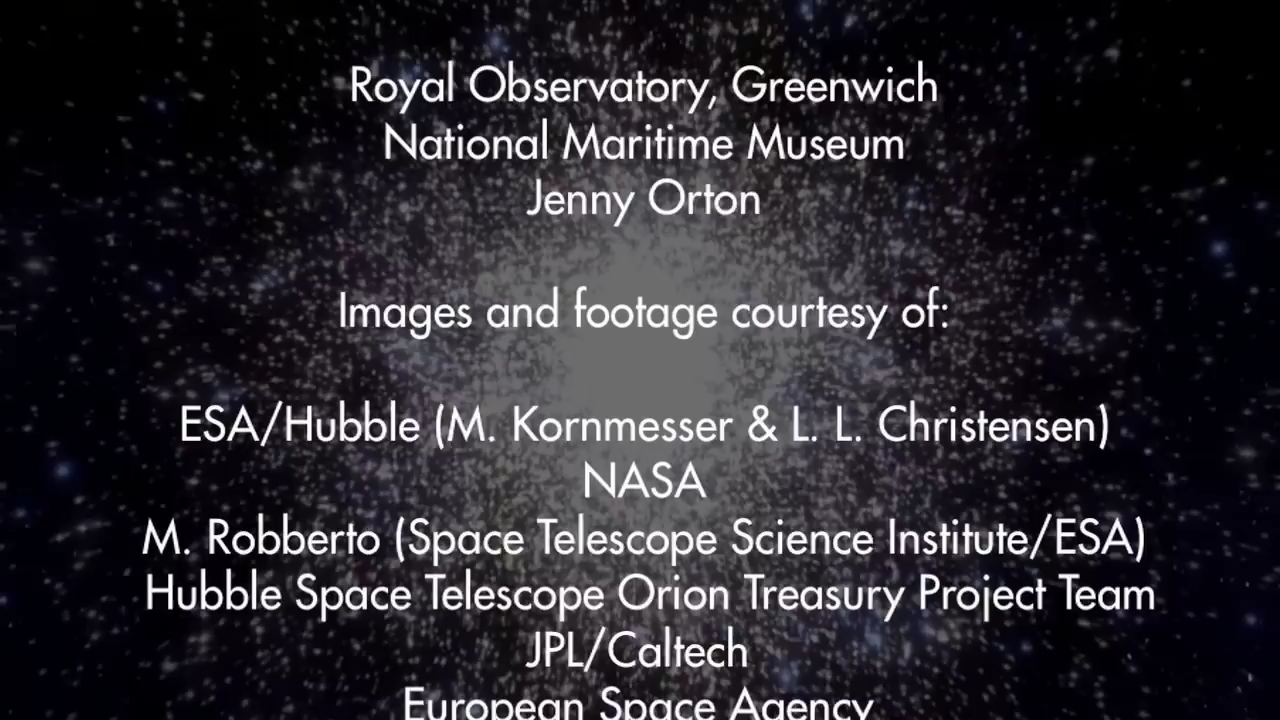 Royal Observatory, Greenwich
National Maritime Museum
Jenny Orton
Images and footage courtesy of:
ESA/Hubble (M. Kornmesser & L. L. Christensen)
NASA
M. Robberto (Space Telescope Science Institute/ESA)
Hubble Space Telescope Orion Treasury Project Team
JPL/Caltech
European Space Agency